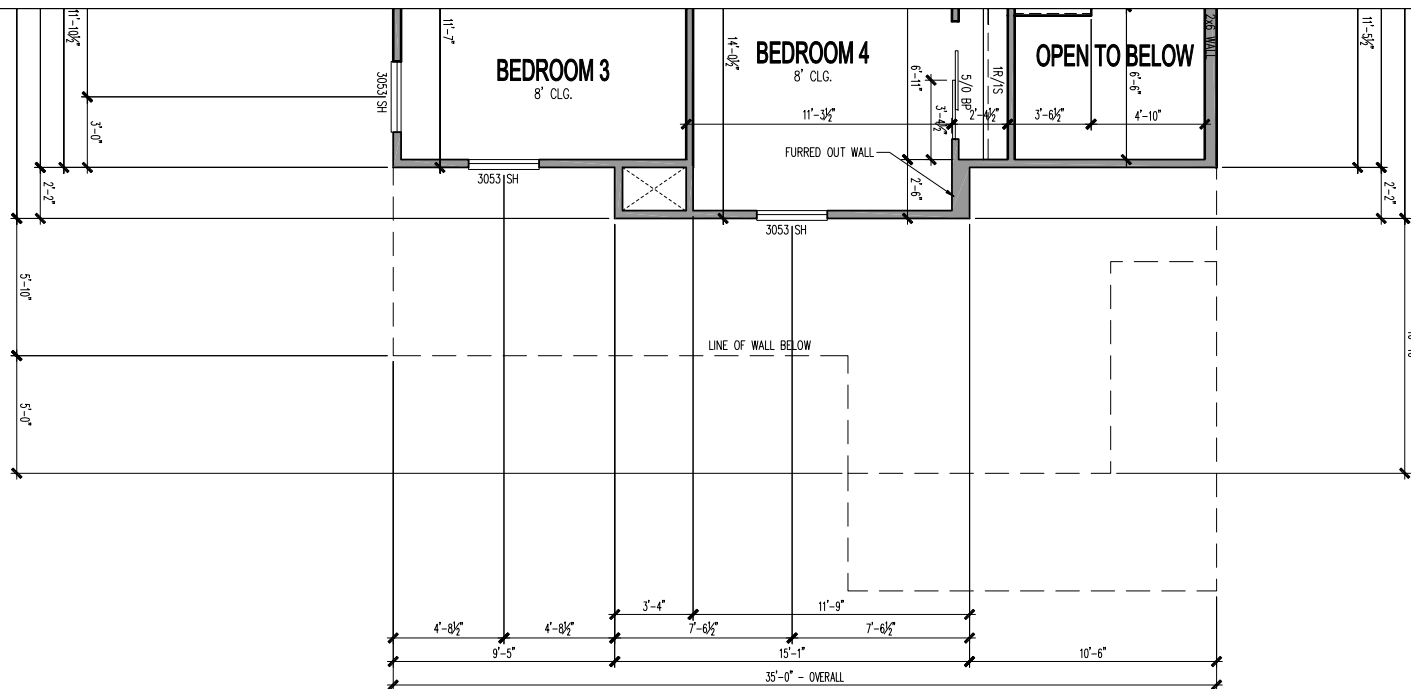 11'-10½"
11'-7"
14'-0½"
6'-11"
3'-4½"
5/0 BP
1R/1S
2x6 WALL
11'-5½"
BEDROOM 3
8' CLG.
BEDROOM 4
8' CLG.
OPEN TO BELOW
6'-6"
3053 SH
3'-0"
11'-3½"
2'-4½"
3'-6½"
4'-10"
FURRED OUT WALL
2'-2"
3053 SH
2'-6"
2'-2"
3053 SH
5'-10"
LINE OF WALL BELOW
5'-0"
3'-4"
11'-9"
4'-8½"
4'-8½"
7'-6½"
7'-6½"
9'-5"
15'-1"
10'-6"
35'-0" - OVERALL